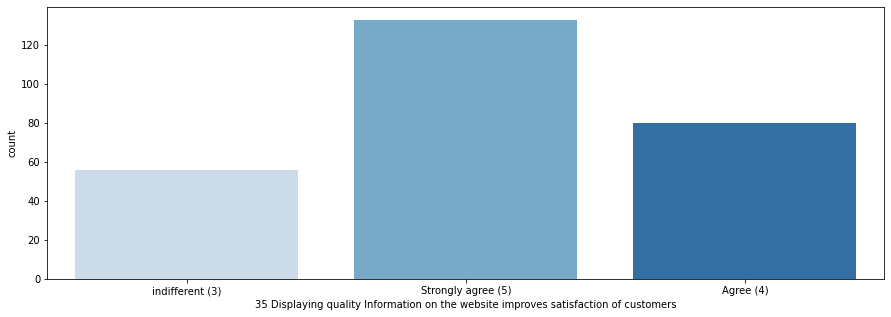 120
100
80
60
40
20
0
count
indifferent (3)
Strongly agree (5)
Agree (4)
35 Displaying quality Information on the website improves satisfaction of customers